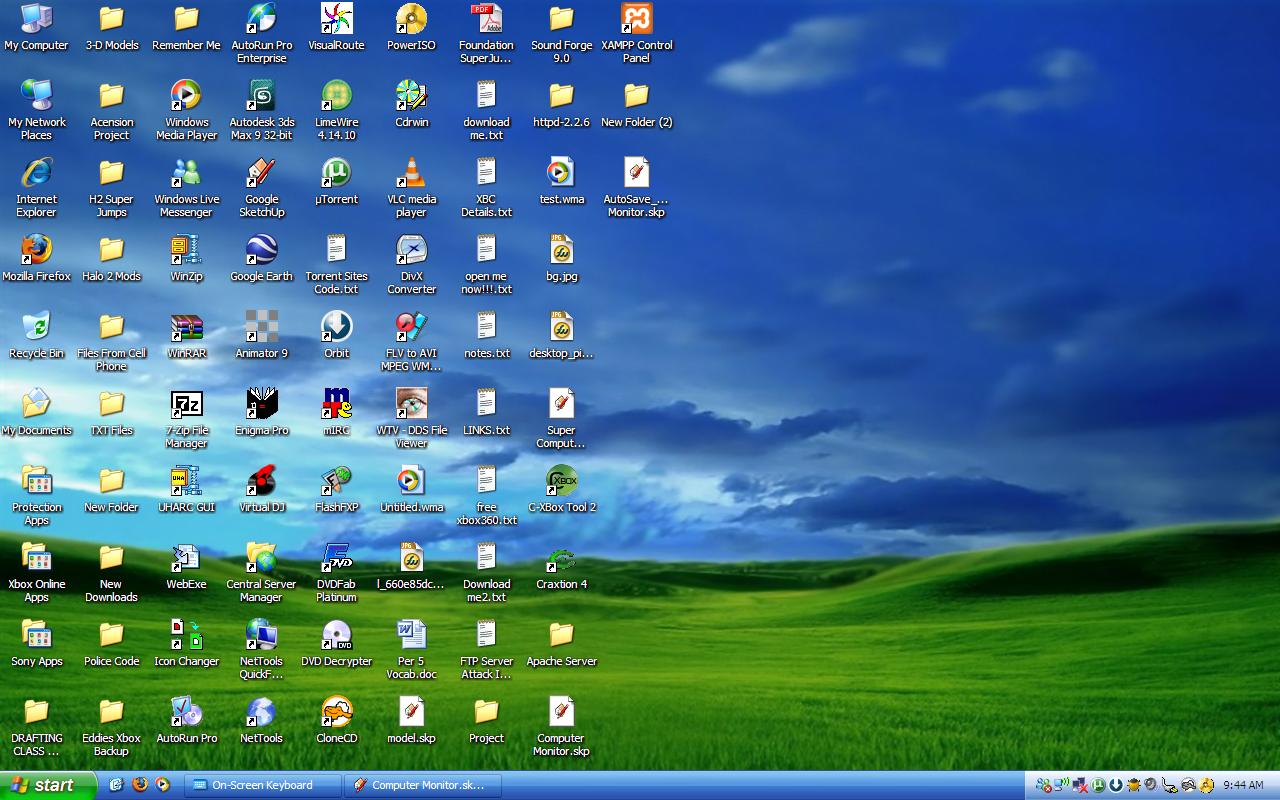 My Computer
3-D Models
Remember Me
AutoRun Pro
Enterprise
VisualRoute
PowerISO
PDF
Adobe
Foundation
SuperJu...
Sound Forge
9.0
XAMPP Control
Panel
My Network
Places
Acension
Project
Windows
Media Player
Autodesk 3ds
Max 9 32-bit
LimeWire
4.14.10
Cdrwin
download
me.txt
httpd-2.2.6
New Folder (2)
Internet
Explorer
H2 Super
Jumps
Windows Live
Messenger
Google
SketchUp
µTorrent
VLC media
player
XBC
Details.txt
test.wma
AutoSave_...
Monitor.skp
Mozilla Firefox
Halo 2 Mods
WinZip
Google Earth
Torrent Sites
Code.txt
DivX
Converter
open me
now!!!.txt
JPG
bg.jpg
Recycle Bin
Files From Cell
Phone
WinRAR
Animator 9
Orbit
FLV to AVI
MPEG WM...
notes.txt
JPG
desktop_pi...
My Documents
TXT Files
7z
7-Zip File
Manager
Enigma Pro
mIRC
WTV - DDS File
Viewer
LINKS.txt
Super
Comput...
Protection
Apps
New Folder
UHA
UHARC GUI
Virtual DJ
FlashFXP
Untitled.wma
free
xbox360.txt
XBOX
C-XBox Tool 2
Xbox Online
Apps
New
Downloads
WebExe
Central Server
Manager
DVD
DVDFab
Platinum
JPG
l_660e85dc...
Download
me2.txt
Craxtion 4
Sony Apps
Police Code
Icon Changer
NetTools
QuickF...
DVD
DVD Decrypter
Per 5
Vocab.doc
FTP Server
Attack I...
Apache Server
DRAFTING
CLASS ...
Eddies Xbox
Backup
AutoRun Pro
NetTools
CloneCD
model.skp
Project
Computer
Monitor.skp
start
On-Screen Keyboard
Computer Monitor.sk...
9:44 AM